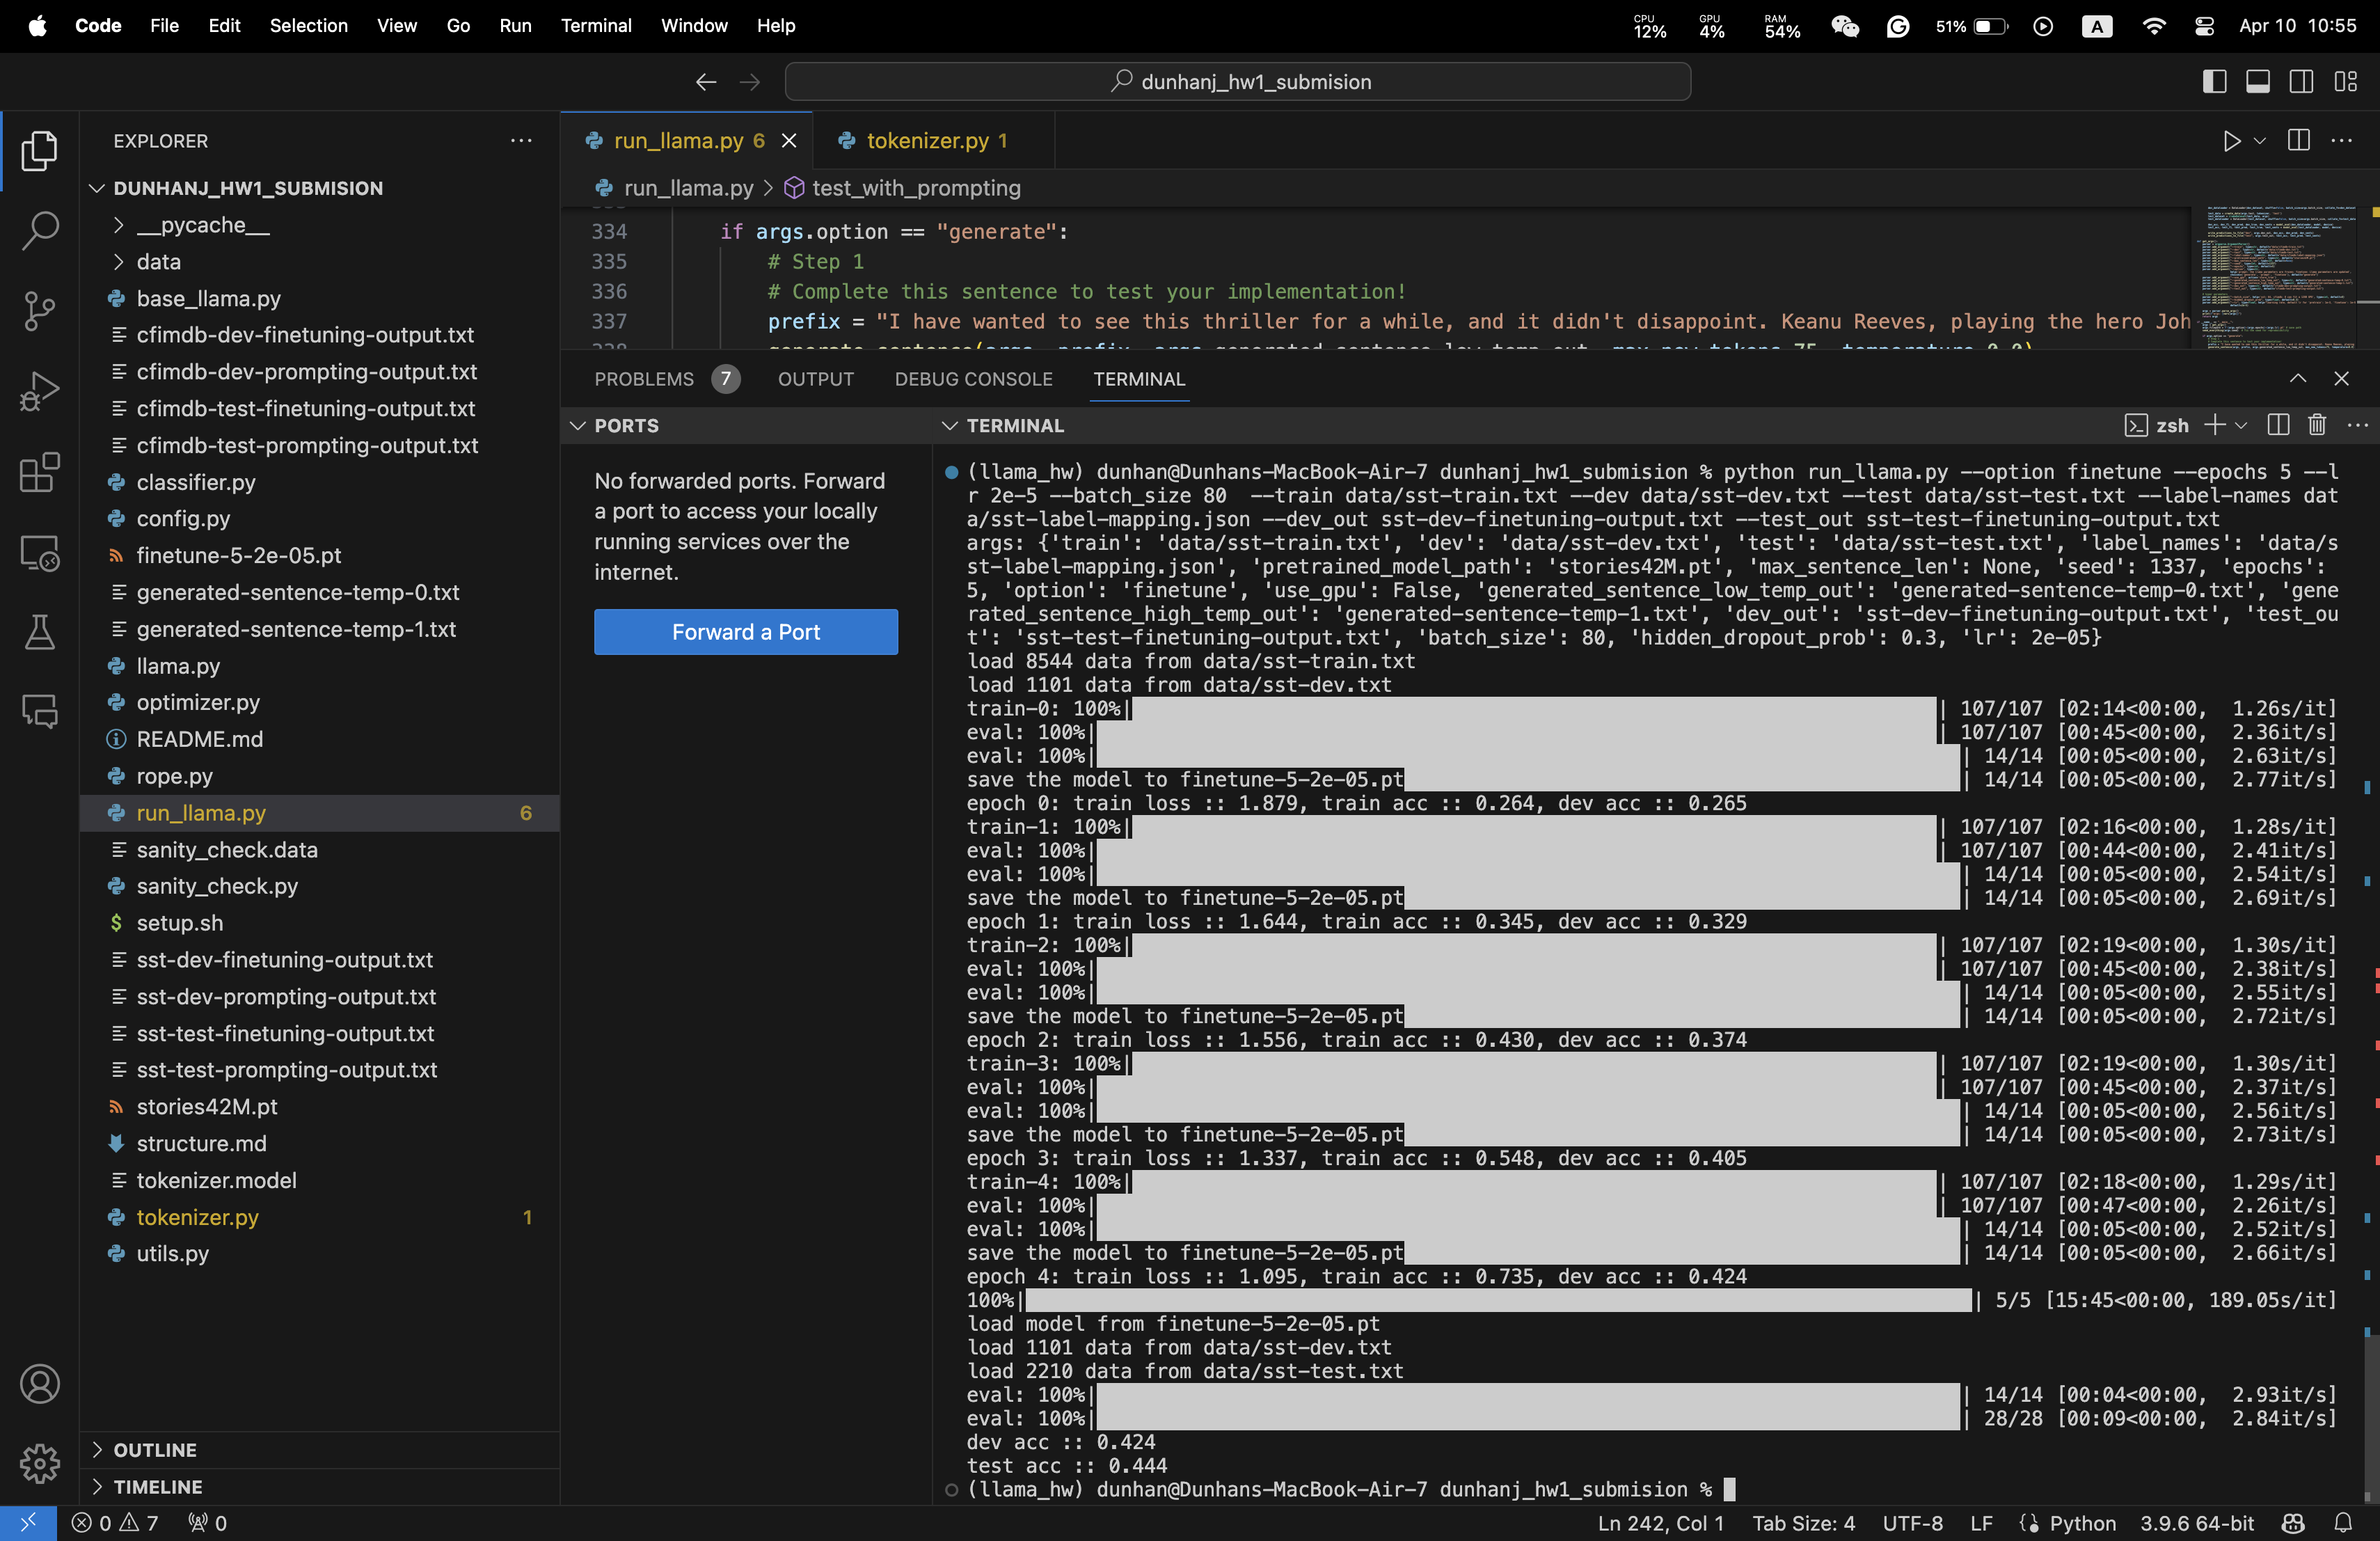 Code File Edit Selection View Go Run Terminal Window Help
CPU 12% GPU 4% RAM 54% 51% A Apr 10 10:55
dunhanj_hw1_submision
EXPLORER
DUNHANJ_HW1_SUBMISION
__pycache__
data
base_llama.py
cfimdb-dev-finetuning-output.txt
cfimdb-dev-prompting-output.txt
cfimdb-test-finetuning-output.txt
cfimdb-test-prompting-output.txt
classifier.py
config.py
finetune-5-2e-05.pt
generated-sentence-temp-0.txt
generated-sentence-temp-1.txt
llama.py
optimizer.py
README.md
rope.py
run_llama.py 6
sanity_check.data
sanity_check.py
$ setup.sh
sst-dev-finetuning-output.txt
sst-dev-prompting-output.txt
sst-test-finetuning-output.txt
sst-test-prompting-output.txt
stories42M.pt
structure.md
tokenizer.model
tokenizer.py 1
utils.py
OUTLINE
TIMELINE
run_llama.py 6 tokenizer.py 1
run_llama.py > test_with_prompting
334 if args.option == "generate":
335 # Step 1
336 # Complete this sentence to test your implementation!
337 prefix = "I have wanted to see this thriller for a while, and it didn't disappoint. Keanu Reeves, playing the hero Joh
PROBLEMS 7 OUTPUT DEBUG CONSOLE TERMINAL
PORTS
No forwarded ports. Forward
a port to access your locally
running services over the
internet.
Forward a Port
TERMINAL zsh
(llama_hw) dunhan@Dunhans-MacBook-Air-7 dunhanj_hw1_submision % python run_llama.py --option finetune --epochs 5 --l
r 2e-5 --batch_size 80  --train data/sst-train.txt --dev data/sst-dev.txt --test data/sst-test.txt --label-names dat
a/sst-label-mapping.json --dev_out sst-dev-finetuning-output.txt --test_out sst-test-finetuning-output.txt
args: {'train': 'data/sst-train.txt', 'dev': 'data/sst-dev.txt', 'test': 'data/sst-test.txt', 'label_names': 'data/s
st-label-mapping.json', 'pretrained_model_path': 'stories42M.pt', 'max_sentence_len': None, 'seed': 1337, 'epochs':
5, 'option': 'finetune', 'use_gpu': False, 'generated_sentence_low_temp_out': 'generated-sentence-temp-0.txt', 'gene
rated_sentence_high_temp_out': 'generated-sentence-temp-1.txt', 'dev_out': 'sst-dev-finetuning-output.txt', 'test_ou
t': 'sst-test-finetuning-output.txt', 'batch_size': 80, 'hidden_dropout_prob': 0.3, 'lr': 2e-05}
load 8544 data from data/sst-train.txt
load 1101 data from data/sst-dev.txt
train-0: 100%| | 107/107 [02:14<00:00, 1.26s/it]
eval: 100%| | 107/107 [00:45<00:00, 2.36it/s]
eval: 100%| | 14/14 [00:05<00:00, 2.63it/s]
save the model to finetune-5-2e-05.pt | 14/14 [00:05<00:00, 2.77it/s]
epoch 0: train loss :: 1.879, train acc :: 0.264, dev acc :: 0.265
train-1: 100%| | 107/107 [02:16<00:00, 1.28s/it]
eval: 100%| | 107/107 [00:44<00:00, 2.41it/s]
eval: 100%| | 14/14 [00:05<00:00, 2.54it/s]
save the model to finetune-5-2e-05.pt | 14/14 [00:05<00:00, 2.69it/s]
epoch 1: train loss :: 1.644, train acc :: 0.345, dev acc :: 0.329
train-2: 100%| | 107/107 [02:19<00:00, 1.30s/it]
eval: 100%| | 107/107 [00:45<00:00, 2.38it/s]
eval: 100%| | 14/14 [00:05<00:00, 2.55it/s]
save the model to finetune-5-2e-05.pt | 14/14 [00:05<00:00, 2.72it/s]
epoch 2: train loss :: 1.556, train acc :: 0.430, dev acc :: 0.374
train-3: 100%| | 107/107 [02:19<00:00, 1.30s/it]
eval: 100%| | 107/107 [00:45<00:00, 2.37it/s]
eval: 100%| | 14/14 [00:05<00:00, 2.56it/s]
save the model to finetune-5-2e-05.pt | 14/14 [00:05<00:00, 2.73it/s]
epoch 3: train loss :: 1.337, train acc :: 0.548, dev acc :: 0.405
train-4: 100%| | 107/107 [02:18<00:00, 1.29s/it]
eval: 100%| | 107/107 [00:47<00:00, 2.26it/s]
eval: 100%| | 14/14 [00:05<00:00, 2.52it/s]
save the model to finetune-5-2e-05.pt | 14/14 [00:05<00:00, 2.66it/s]
epoch 4: train loss :: 1.095, train acc :: 0.735, dev acc :: 0.424
100%| | 5/5 [15:45<00:00, 189.05s/it]
load model from finetune-5-2e-05.pt
load 1101 data from data/sst-dev.txt
load 2210 data from data/sst-test.txt
eval: 100%| | 14/14 [00:04<00:00, 2.93it/s]
eval: 100%| | 28/28 [00:09<00:00, 2.84it/s]
dev acc :: 0.424
test acc :: 0.444
(llama_hw) dunhan@Dunhans-MacBook-Air-7 dunhanj_hw1_submision %
0 7 0 Ln 242, Col 1 Tab Size: 4 UTF-8 LF Python 3.9.6 64-bit